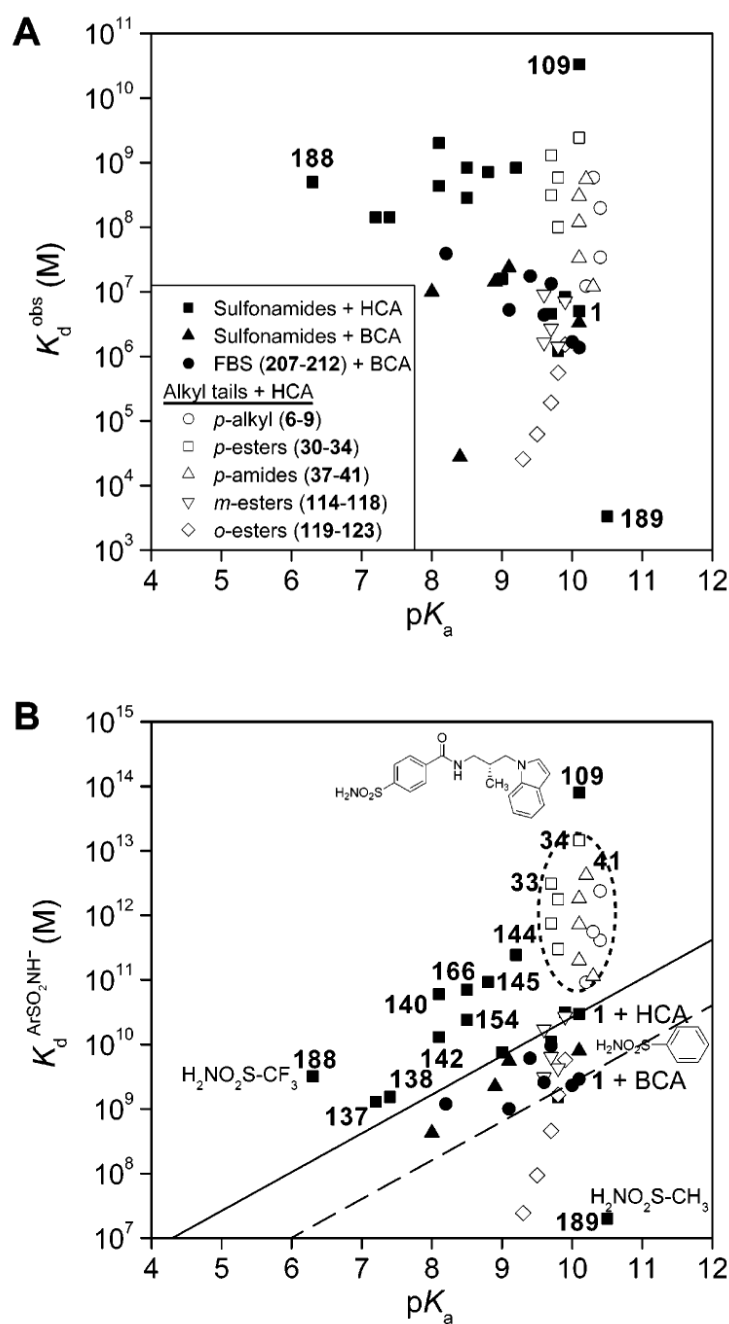 A
10¹¹
10¹⁰
10⁹
10⁸
10⁷
10⁶
10⁵
10⁴
10³
K_d^obs (M)
109
188
1
189
■ Sulfonamides + HCA
▲ Sulfonamides + BCA
● FBS (207-212) + BCA
Alkyl tails + HCA
○ p-alkyl (6-9)
□ p-esters (30-34)
△ p-amides (37-41)
▽ m-esters (114-118)
◇ o-esters (119-123)
4 5 6 7 8 9 10 11 12
pKa
B
10¹⁵
10¹⁴
10¹³
10¹²
10¹¹
10¹⁰
10⁹
10⁸
10⁷
K_d^ArSO₂NH⁻ (M)
O
N
H₂NO₂S
N
H
CH₃
109
34
41
33
144
166
145
140
154
1 + HCA
142
H₂NO₂S
188
H₂NO₂S-CF₃
138
1 + BCA
137
H₂NO₂S-CH₃
189
4 5 6 7 8 9 10 11 12
pKa